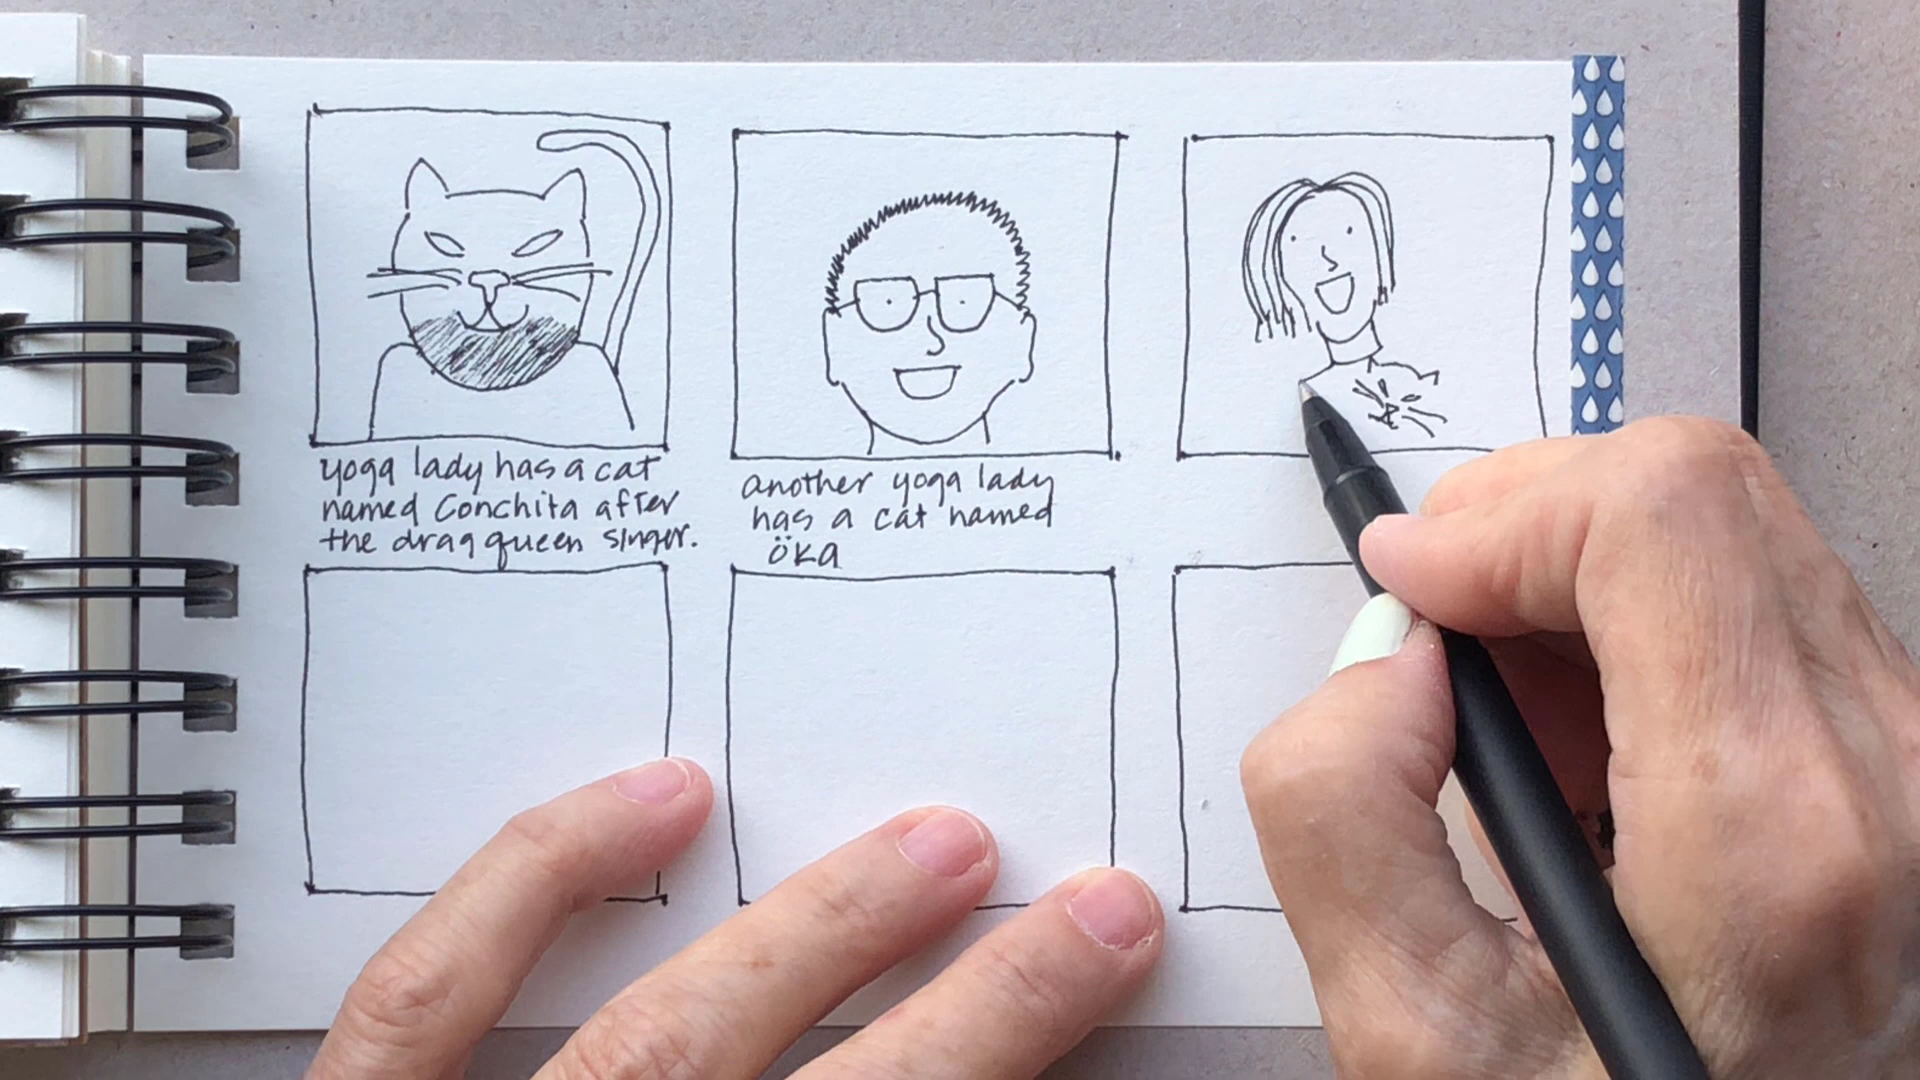 yoga lady has a cat
named Conchita after
the drag queen singer.
another yoga lady
has a cat named
ÖKA